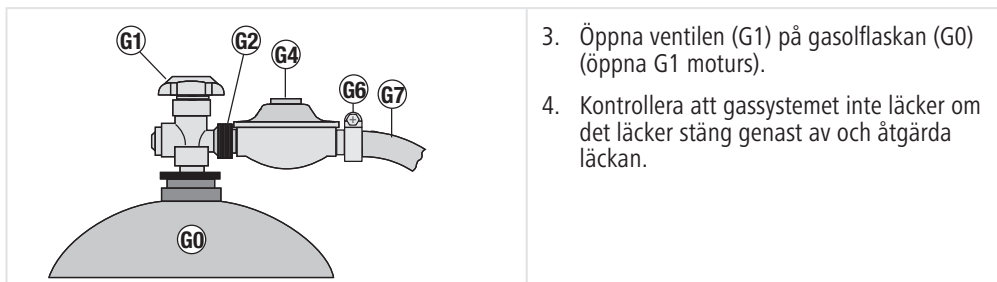 G1
G2
G4
G6
G7
G0
3. Öppna ventilen (G1) på gasolflaskan (G0)
(öppna G1 moturs).
4. Kontrollera att gassystemet inte läcker om
det läcker stäng genast av och åtgärda
läckan.